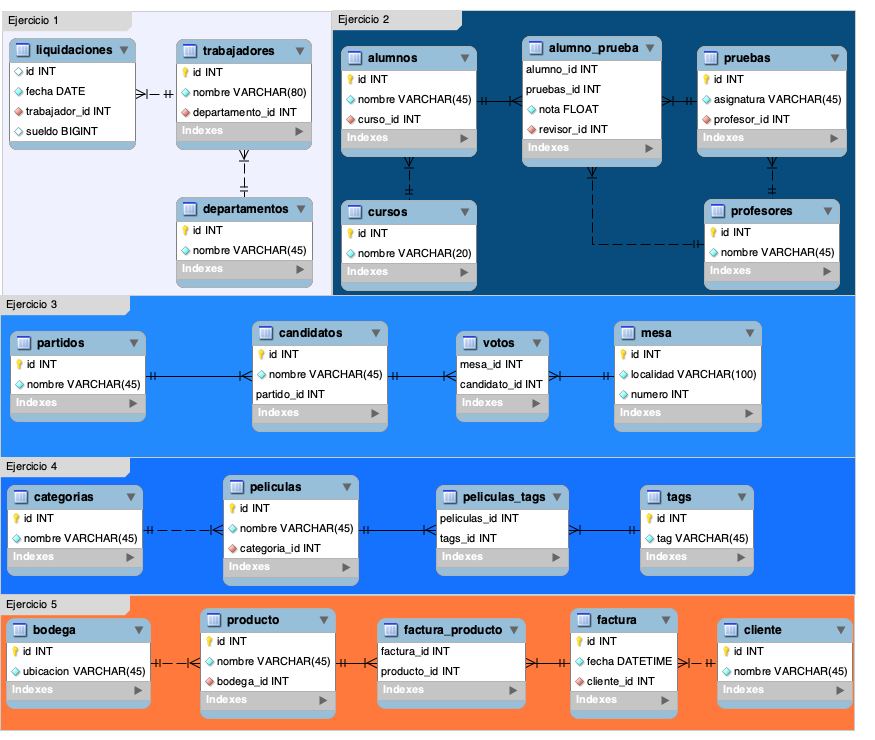 Ejercicio 1
liquidaciones
id INT
fecha DATE
trabajador_id INT
sueldo BIGINT
trabajadores
id INT
nombre VARCHAR(80)
departamento_id INT
Indexes
departamentos
id INT
nombre VARCHAR(45)
Indexes
Ejercicio 2
alumnos
id INT
nombre VARCHAR(45)
curso_id INT
Indexes
alumno_prueba
alumno_id INT
pruebas_id INT
nota FLOAT
revisor_id INT
Indexes
pruebas
id INT
asignatura VARCHAR(45)
profesor_id INT
Indexes
cursos
id INT
nombre VARCHAR(20)
Indexes
profesores
id INT
nombre VARCHAR(45)
Indexes
Ejercicio 3
partidos
id INT
nombre VARCHAR(45)
Indexes
candidatos
id INT
nombre VARCHAR(45)
partido_id INT
Indexes
votos
mesa_id INT
candidato_id INT
Indexes
mesa
id INT
localidad VARCHAR(100)
numero INT
Indexes
Ejercicio 4
categorias
id INT
nombre VARCHAR(45)
Indexes
peliculas
id INT
nombre VARCHAR(45)
categoria_id INT
Indexes
peliculas_tags
peliculas_id INT
tags_id INT
Indexes
tags
id INT
tag VARCHAR(45)
Indexes
Ejercicio 5
bodega
id INT
ubicacion VARCHAR(45)
Indexes
producto
id INT
nombre VARCHAR(45)
bodega_id INT
Indexes
factura_producto
factura_id INT
producto_id INT
Indexes
factura
id INT
fecha DATETIME
cliente_id INT
Indexes
cliente
id INT
nombre VARCHAR(45)
Indexes